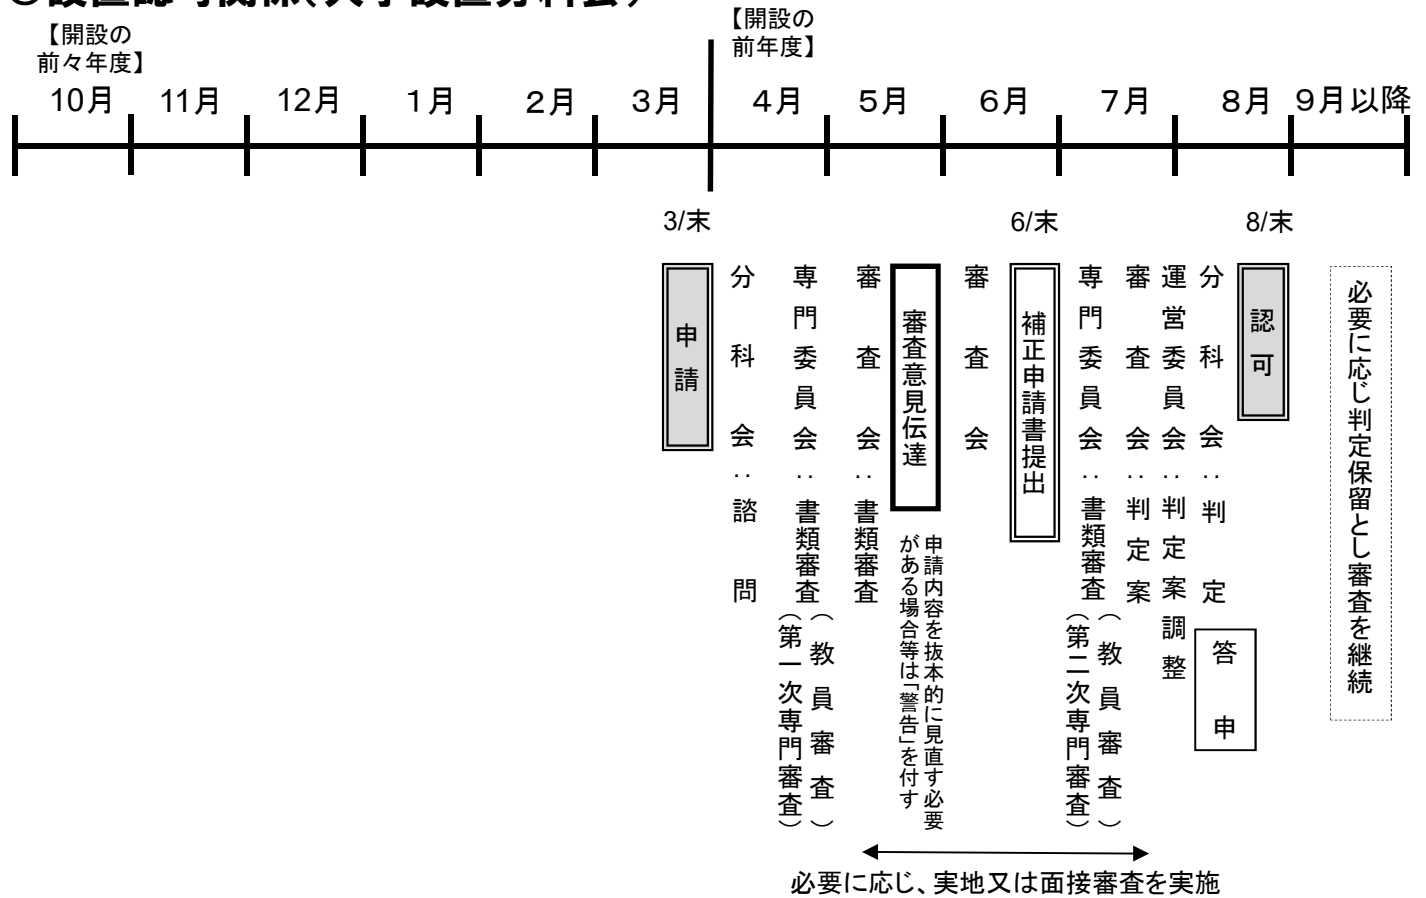 ○設置認可関係(大学設置分科会)
【開設の
前々年度】
【開設の
前年度】
10月 11月 12月 1月 2月 3月 4月 5月 6月 7月 8月 9月以降
3/末
6/末
8/末
申請
分科会：諮問
専門委員会：書類審査
（教員審査）
（第一次専門審査）
審査会：書類審査
審査意見伝達
申請内容を抜本的に見直す必要
がある場合等は「警告」を付す
審査会
補正申請書提出
専門委員会：書類審査
（教員審査）
（第二次専門審査）
審査会：判定案
運営委員会：判定案調整
分科会：判定
答申
認可
必要に応じ判定保留とし審査を継続
必要に応じ、実地又は面接審査を実施